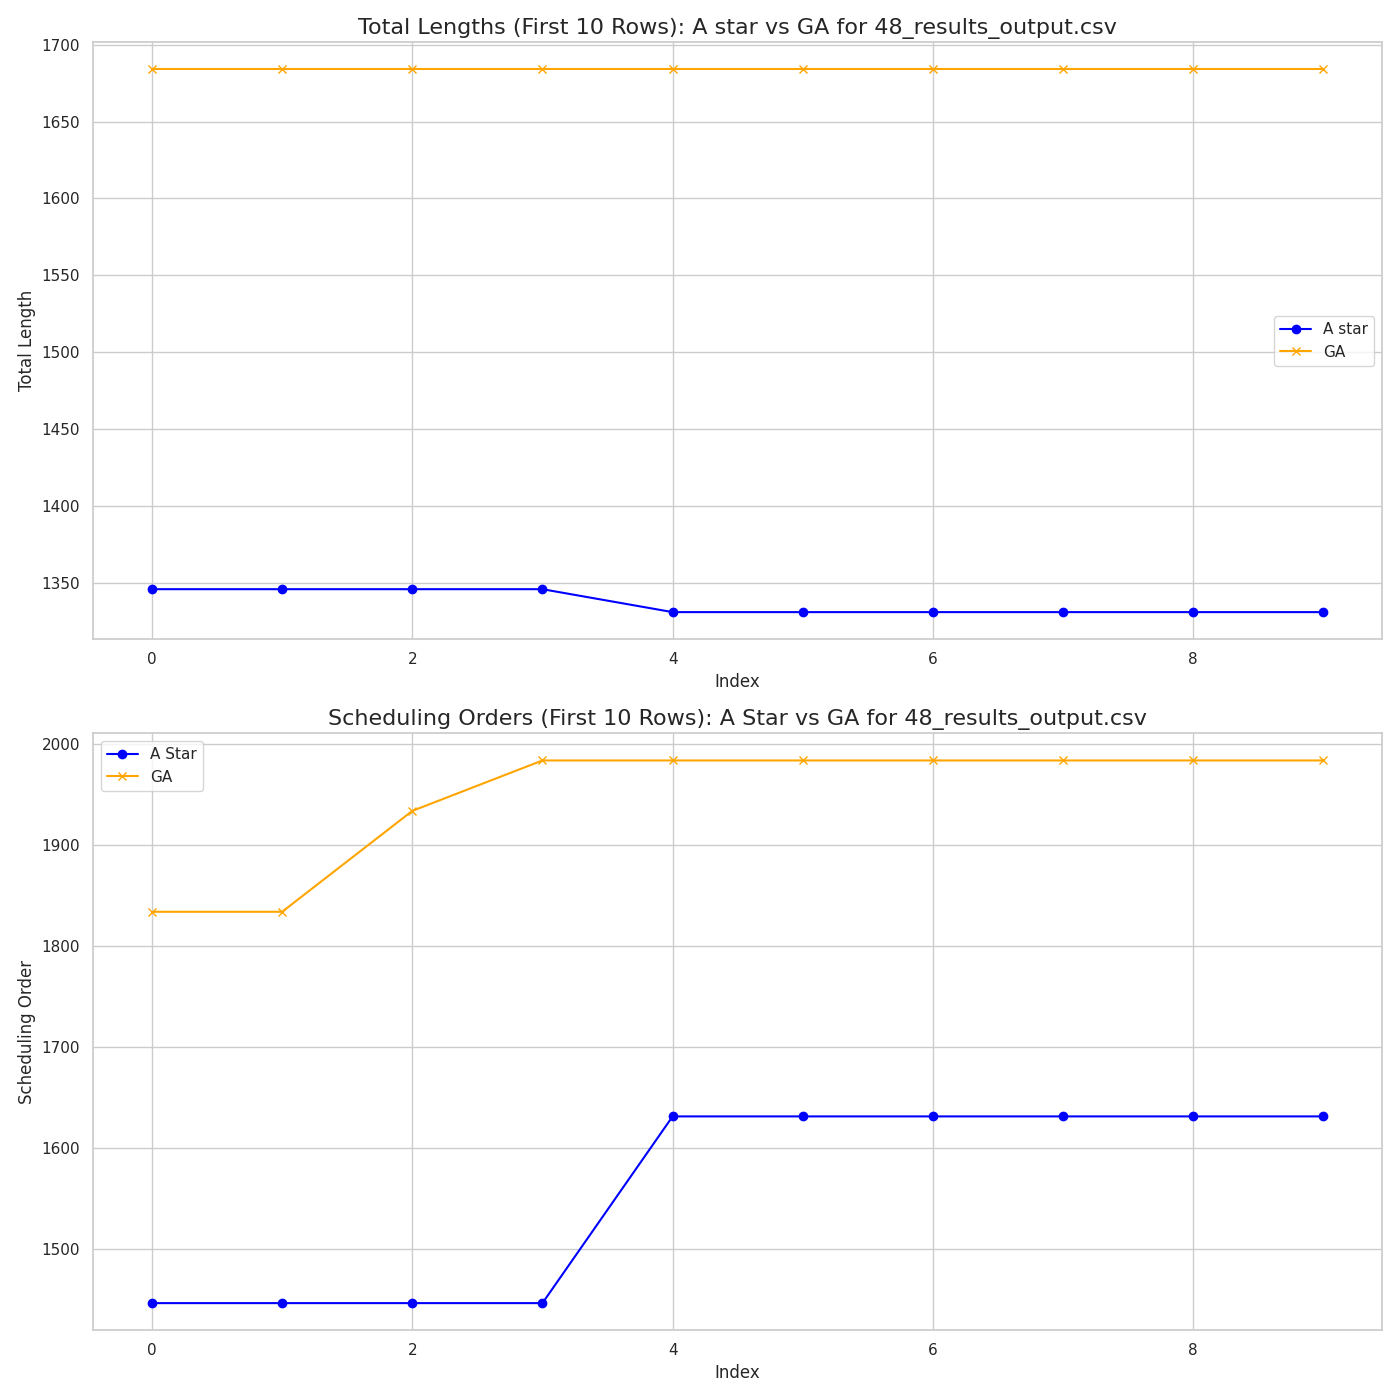 Total Lengths (First 10 Rows): A star vs GA for 48_results_output.csv
1700
1650
1600
1550
1500
1450
1400
1350
Total Length
A star
GA
0 2 4 6 8
Index
Scheduling Orders (First 10 Rows): A Star vs GA for 48_results_output.csv
2000
1900
1800
1700
1600
1500
Scheduling Order
A Star
GA
0 2 4 6 8
Index